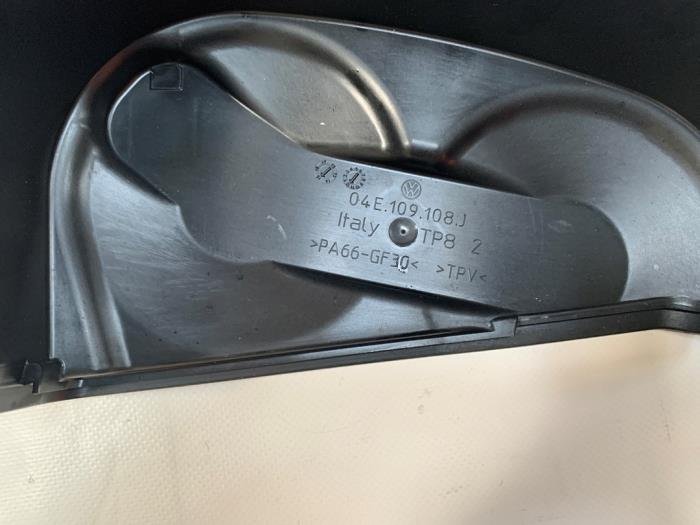 04E.109.108.J
Italy TP8 2
>PA66-GF30< >TPV<